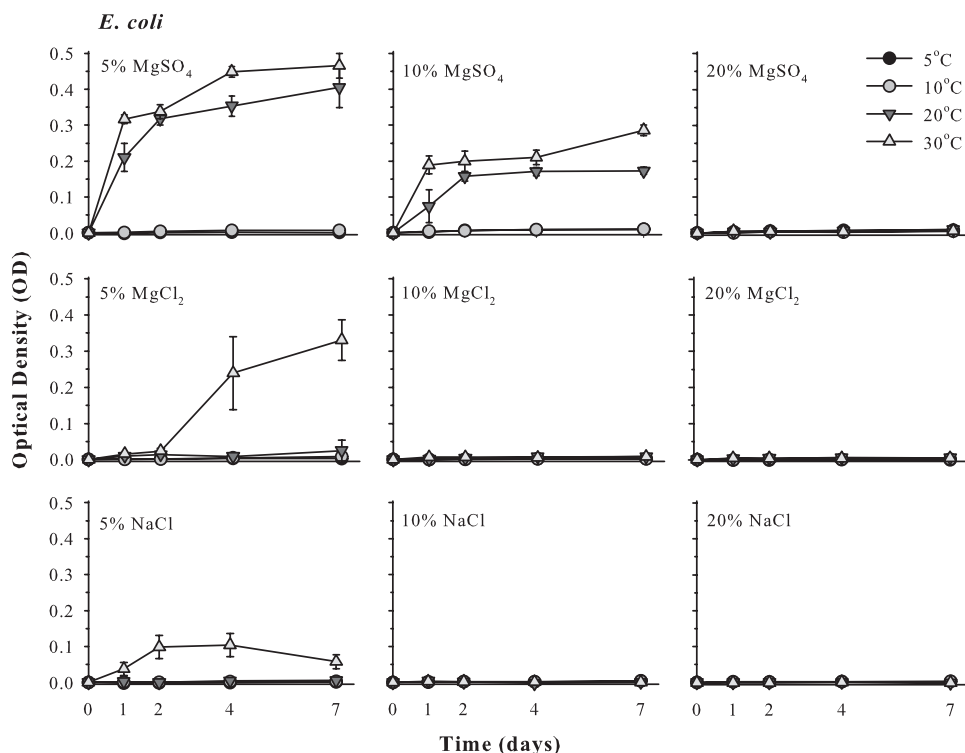 E. coli
5% MgSO4
10% MgSO4
20% MgSO4
5°C
10°C
20°C
30°C
0.5
0.4
0.3
0.2
0.1
0.0
5% MgCl2
10% MgCl2
20% MgCl2
0.5
0.4
0.3
0.2
0.1
0.0
Optical Density (OD)
5% NaCl
10% NaCl
20% NaCl
0.5
0.4
0.3
0.2
0.1
0.0
0 1 2 4 7
0 1 2 4 7
0 1 2 4 7
Time (days)